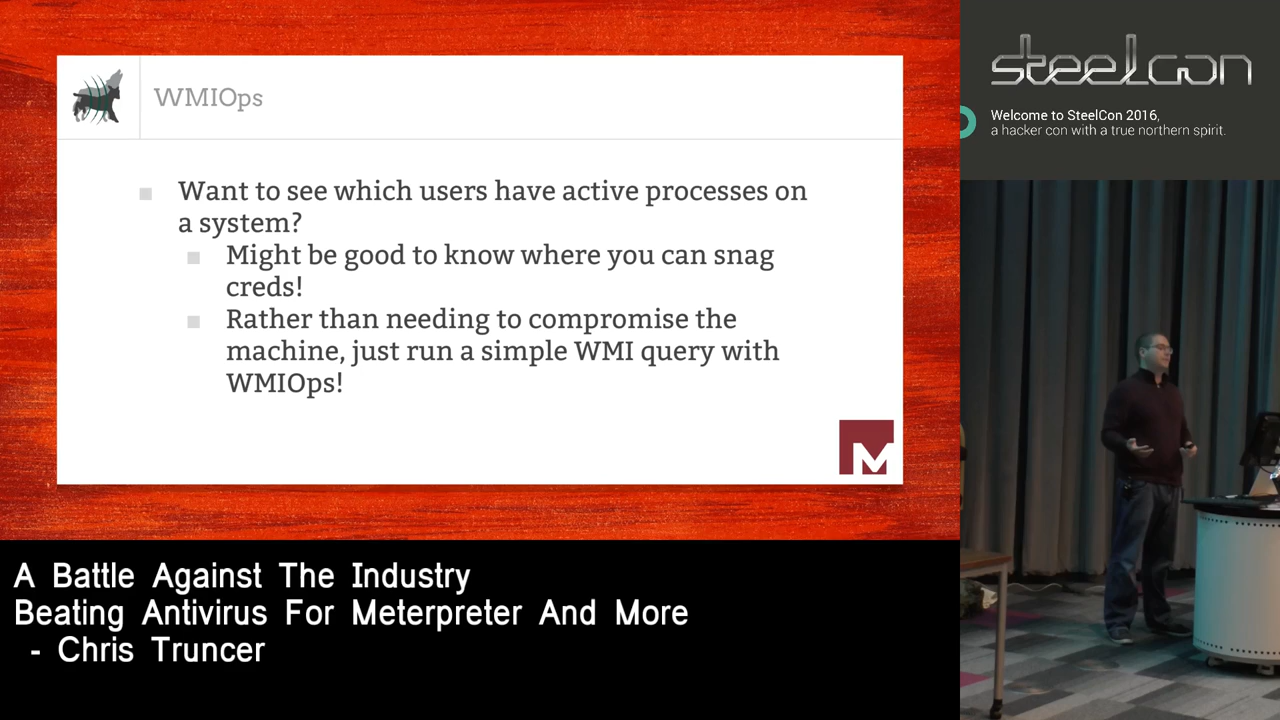 WMIOps
Want to see which users have active processes on
a system?
Might be good to know where you can snag
creds!
Rather than needing to compromise the
machine, just run a simple WMI query with
WMIOps!
M
steelcon
Welcome to SteelCon 2016,
a hacker con with a true northern spirit.
A Battle Against The Industry
Beating Antivirus For Meterpreter And More
- Chris Truncer